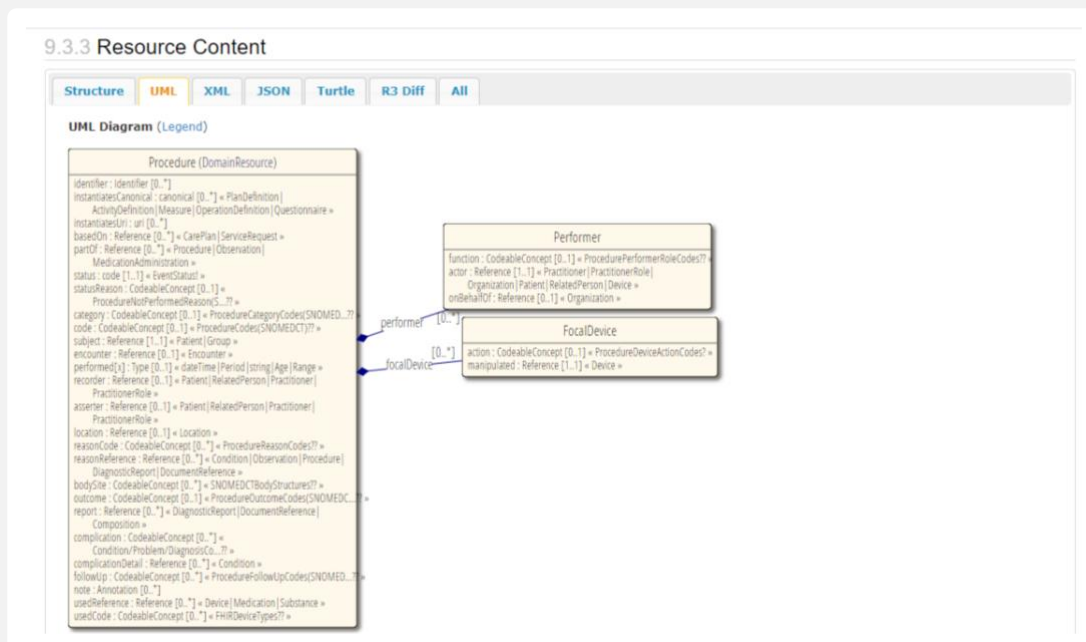 9.3.3 Resource Content
Structure UML XML JSON Turtle R3 Diff All
UML Diagram (Legend)
Procedure (DomainResource)
identifier : Identifier [0..*]
instantiatesCanonical : canonical [0..*] « PlanDefinition|
ActivityDefinition|Measure|OperationDefinition|Questionnaire »
instantiatesUri : uri [0..*]
basedOn : Reference [0..*] « CarePlan|ServiceRequest »
partOf : Reference [0..*] « Procedure|Observation|
MedicationAdministration »
status : code [1..1] « EventStatus! »
statusReason : CodeableConcept [0..1] «
ProcedureNotPerformedReason(S...?? »
category : CodeableConcept [0..1] « ProcedureCategoryCodes(SNOMED...??
code : CodeableConcept [0..1] « ProcedureCodes(SNOMEDCT)?? »
subject : Reference [1..1] « Patient|Group »
encounter : Reference [0..1] « Encounter »
performed[x] : Type [0..1] « dateTime|Period|string|Age|Range »
recorder : Reference [0..1] « Patient|RelatedPerson|Practitioner|
PractitionerRole »
asserter : Reference [0..1] « Patient|RelatedPerson|Practitioner|
PractitionerRole »
location : Reference [0..1] « Location »
reasonCode : CodeableConcept [0..*] « ProcedureReasonCodes?? »
reasonReference : Reference [0..*] « Condition|Observation|Procedure|
DiagnosticReport|DocumentReference »
bodySite : CodeableConcept [0..*] « SNOMEDCTBodyStructures?? »
outcome : CodeableConcept [0..1] « ProcedureOutcomeCodes(SNOMEDC...?? »
report : Reference [0..*] « DiagnosticReport|DocumentReference|
Composition »
complication : CodeableConcept [0..*] «
Condition/Problem/DiagnosisCo...?? »
complicationDetail : Reference [0..*] « Condition »
followUp : CodeableConcept [0..*] « ProcedureFollowUpCodes(SNOMED...?? »
note : Annotation [0..*]
usedReference : Reference [0..*] « Device|Medication|Substance »
usedCode : CodeableConcept [0..*] « FHIRDeviceTypes?? »
performer [0..*]
Performer
function : CodeableConcept [0..1] « ProcedurePerformerRoleCodes?? »
actor : Reference [1..1] « Practitioner|PractitionerRole|
Organization|Patient|RelatedPerson|Device »
onBehalfOf : Reference [0..1] « Organization »
focalDevice [0..*]
FocalDevice
action : CodeableConcept [0..1] « ProcedureDeviceActionCodes? »
manipulated : Reference [1..1] « Device »